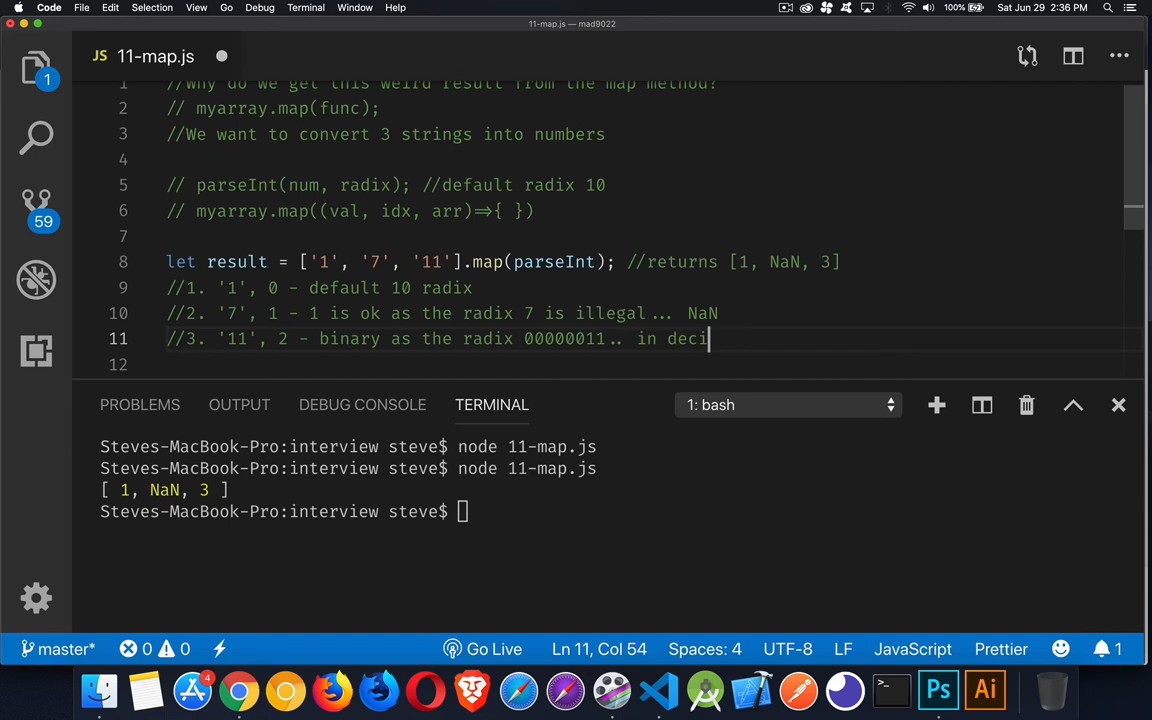 Code File Edit Selection View Go Debug Terminal Window Help 100% Sat Jun 29 2:36 PM
11-map.js — mad9022
JS 11-map.js
1
1 //Why do we get this weird result from the map method?
2 // myarray.map(func);
3 //We want to convert 3 strings into numbers
4
5 // parseInt(num, radix); //default radix 10
6 // myarray.map((val, idx, arr)=>{ })
7
8 let result = ['1', '7', '11'].map(parseInt); //returns [1, NaN, 3]
9 //1. '1', 0 - default 10 radix
10 //2. '7', 1 - 1 is ok as the radix 7 is illegal... NaN
11 //3. '11', 2 - binary as the radix 00000011.. in deci
12
59
PROBLEMS OUTPUT DEBUG CONSOLE TERMINAL 1: bash
Steves-MacBook-Pro:interview steve$ node 11-map.js
Steves-MacBook-Pro:interview steve$ node 11-map.js
[ 1, NaN, 3 ]
Steves-MacBook-Pro:interview steve$
master* 0 0 Go Live Ln 11, Col 54 Spaces: 4 UTF-8 LF JavaScript Prettier 1
4
>_ Ps Ai